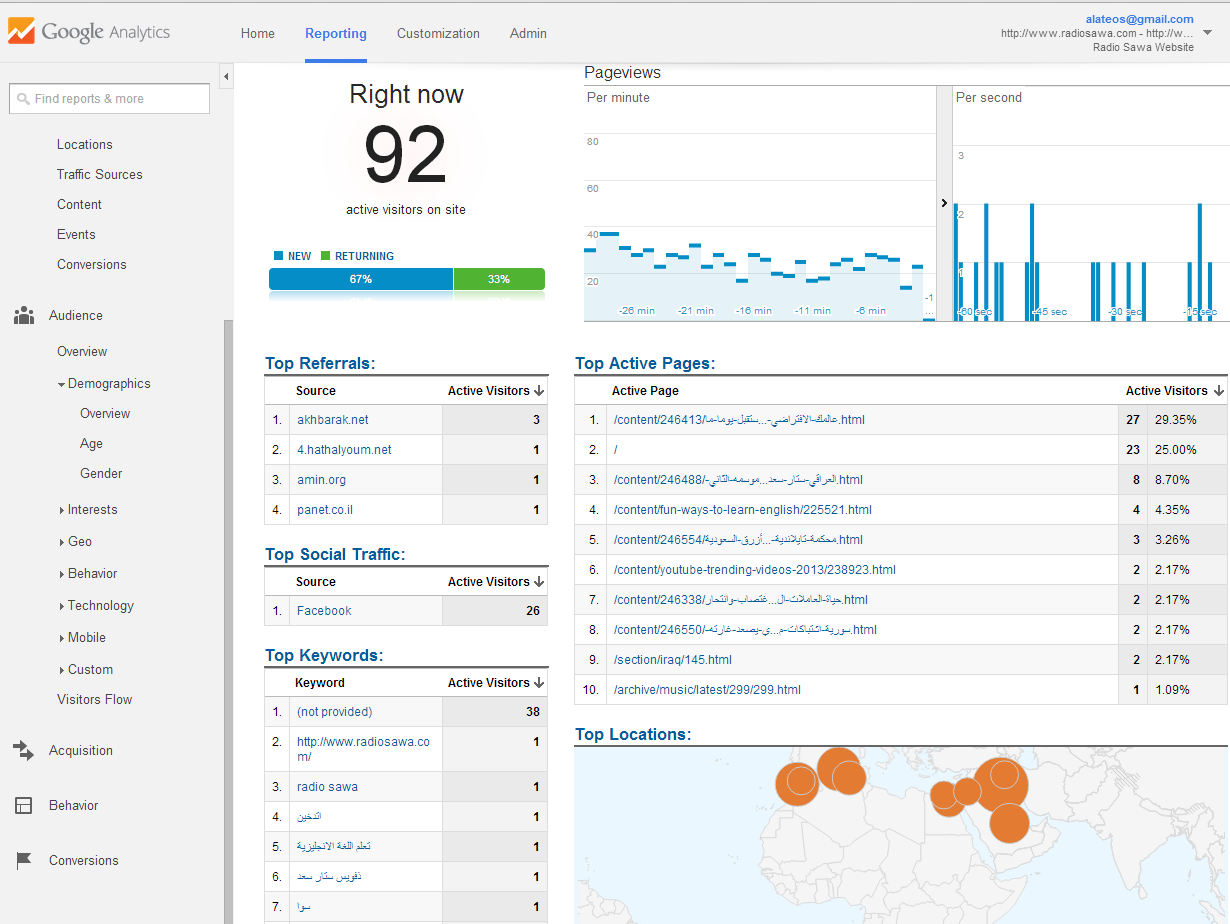 Google Analytics
Home Reporting Customization Admin
alateos@gmail.com
http://www.radiosawa.com - http://w...
Radio Sawa Website
Find reports & more
Locations
Traffic Sources
Content
Events
Conversions
Audience
Overview
Demographics
Overview
Age
Gender
Interests
Geo
Behavior
Technology
Mobile
Custom
Visitors Flow
Acquisition
Behavior
Conversions
Right now
92
active visitors on site
NEW RETURNING
67% 33%
Pageviews
Per minute
80
60
40
20
-26 min -21 min -16 min -11 min -6 min -1
...
Per second
3
2
1
-60 sec -45 sec -30 sec -15 sec
Top Referrals:
Source Active Visitors
1. akhbarak.net 3
2. 4.hathalyoum.net 1
3. amin.org 1
4. panet.co.il 1
Top Social Traffic:
Source Active Visitors
1. Facebook 26
Top Keywords:
Keyword Active Visitors
1. (not provided) 38
2. http://www.radiosawa.co 1
m/
3. radio sawa 1
4. اتدخين 1
5. تعلم اللغة الانجليزية 1
6. ذفويس ستار سعد 1
7. سوا 1
Top Active Pages:
Active Page Active Visitors
1. /content/عالمك-الافتراضي-...ستقبل-يوما-ما/246413.html 27 29.35%
2. / 23 25.00%
3. /content/العراقي-ستار-سعد...موسمه-الثاني-/246488.html 8 8.70%
4. /content/fun-ways-to-learn-english/225521.html 4 4.35%
5. /content/محكمة-تايلاندية-...أزرق-السعودية/246554.html 3 3.26%
6. /content/youtube-trending-videos-2013/238923.html 2 2.17%
7. /content/حياة-العاملات-ال...غتصاب-وانتحار/246338.html 2 2.17%
8. /content/سورية-اشتباكات-م...ي-يصعد-غارته-/246550.html 2 2.17%
9. /section/iraq/145.html 2 2.17%
10. /archive/music/latest/299/299.html 1 1.09%
Top Locations: